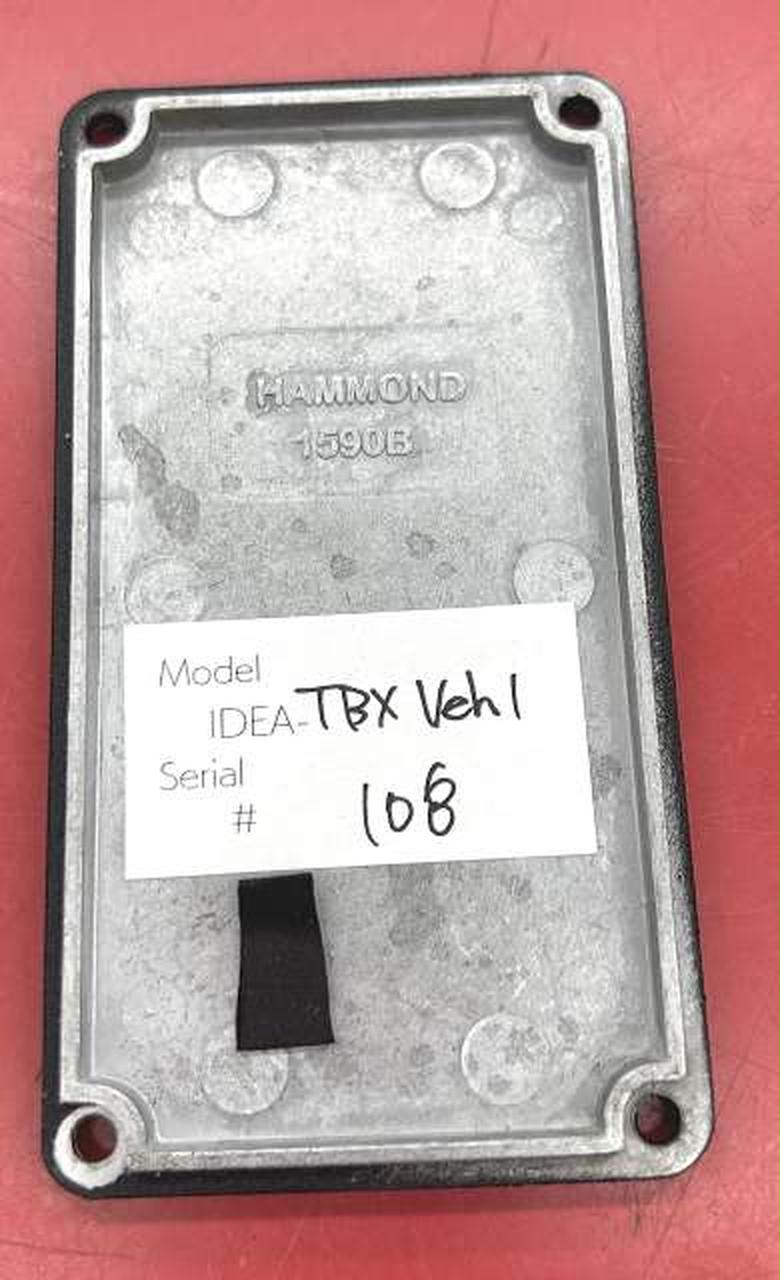 HAMMOND
1590B
Model
IDEA-TBX Veh1
Serial
# 108